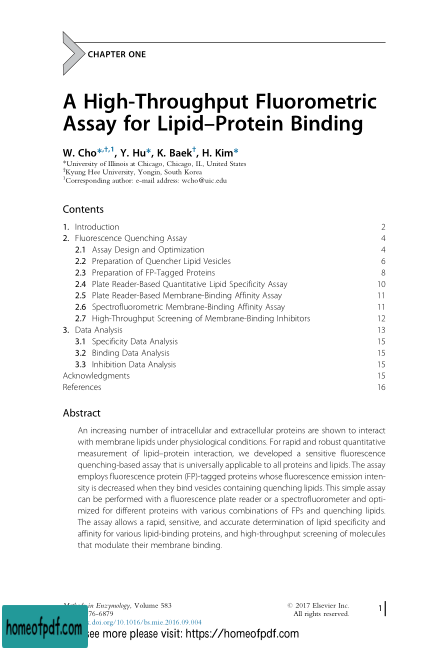 CHAPTER ONE
A High-Throughput Fluorometric
Assay for Lipid–Protein Binding
W. Cho*,†,1, Y. Hu*, K. Baek†, H. Kim*
*University of Illinois at Chicago, Chicago, IL, United States
†Kyung Hee University, Yongin, South Korea
1Corresponding author: e-mail address: wcho@uic.edu
Contents
1. Introduction 2
2. Fluorescence Quenching Assay 4
2.1 Assay Design and Optimization 4
2.2 Preparation of Quencher Lipid Vesicles 6
2.3 Preparation of FP-Tagged Proteins 8
2.4 Plate Reader-Based Quantitative Lipid Specificity Assay 10
2.5 Plate Reader-Based Membrane-Binding Affinity Assay 11
2.6 Spectrofluorometric Membrane-Binding Affinity Assay 11
2.7 High-Throughput Screening of Membrane-Binding Inhibitors 12
3. Data Analysis 13
3.1 Specificity Data Analysis 15
3.2 Binding Data Analysis 15
3.3 Inhibition Data Analysis 15
Acknowledgments 15
References 16
Abstract
An increasing number of intracellular and extracellular proteins are shown to interact
with membrane lipids under physiological conditions. For rapid and robust quantitative
measurement of lipid–protein interaction, we developed a sensitive fluorescence
quenching-based assay that is universally applicable to all proteins and lipids. The assay
employs fluorescence protein (FP)-tagged proteins whose fluorescence emission inten-
sity is decreased when they bind vesicles containing quenching lipids. This simple assay
can be performed with a fluorescence plate reader or a spectrofluorometer and opti-
mized for different proteins with various combinations of FPs and quenching lipids.
The assay allows a rapid, sensitive, and accurate determination of lipid specificity and
affinity for various lipid-binding proteins, and high-throughput screening of molecules
that modulate their membrane binding.
in Enzymology, Volume 583 © 2017 Elsevier Inc. 1
76-6879 All rights reserved.
.doi.org/10.1016/bs.mie.2016.09.004
homeofpdf.com
see more please visit: https://homeofpdf.com